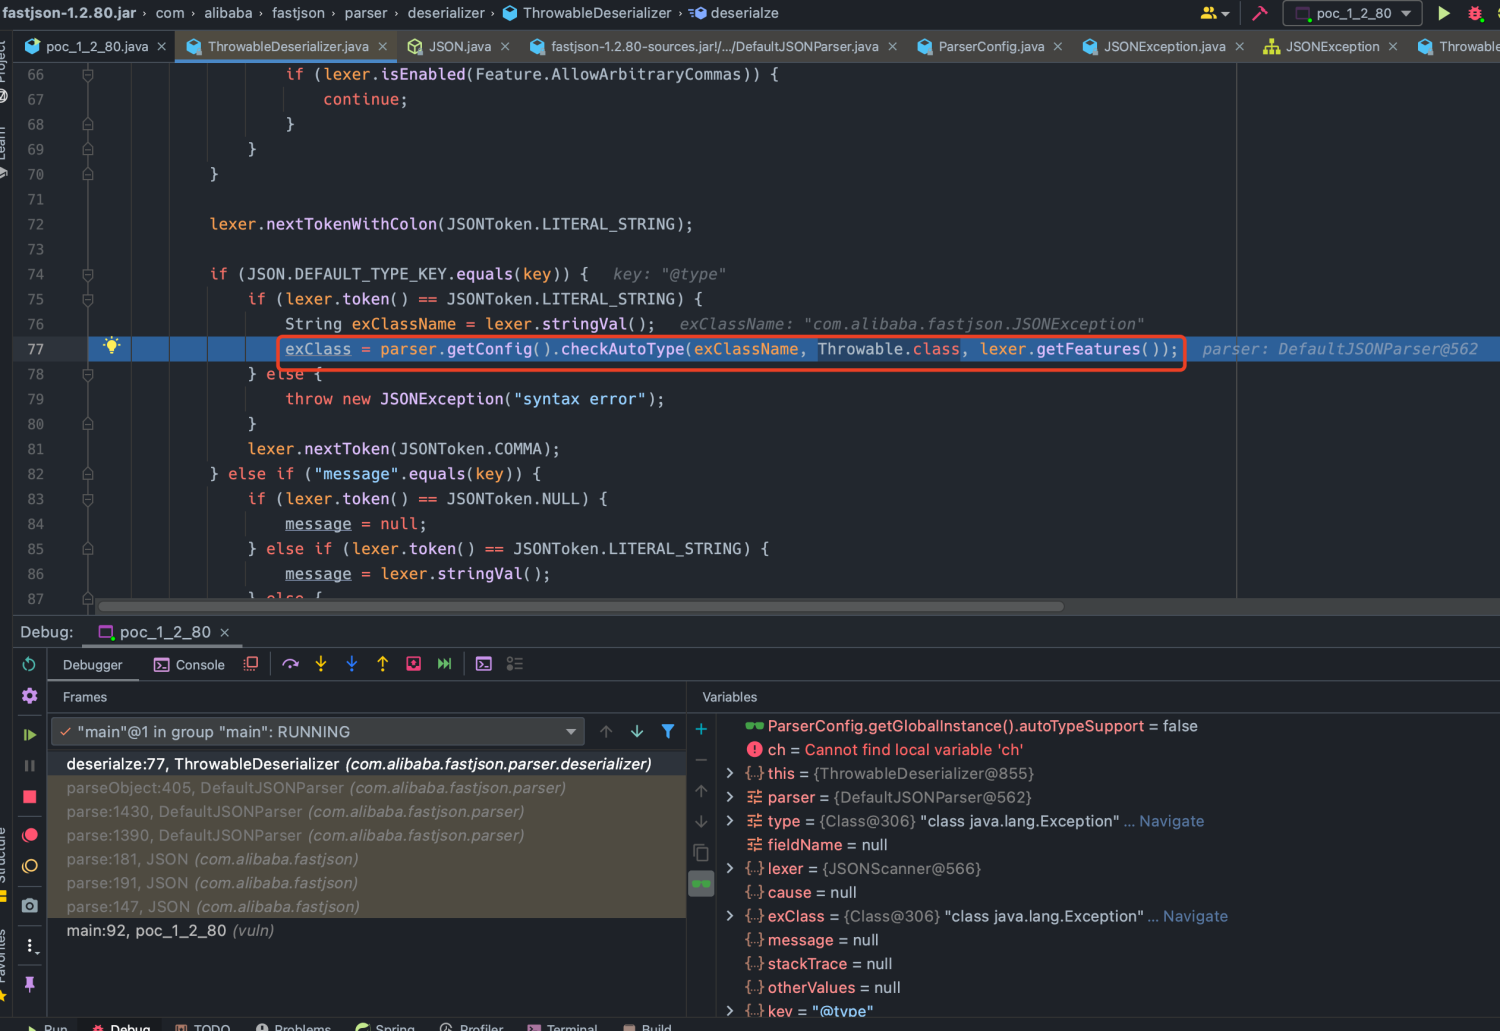 fastjson-1.2.80.jar › com › alibaba › fastjson › parser › deserializer › ThrowableDeserializer › deserialze
poc_1_2_80
poc_1_2_80.java × ThrowableDeserializer.java × JSON.java × fastjson-1.2.80-sources.jar!/.../DefaultJSONParser.java × ParserConfig.java × JSONException.java × JSONException × Throwable
Project
Learn
66 if (lexer.isEnabled(Feature.AllowArbitraryCommas)) {
67 continue;
68 }
69 }
70 }
71
72 lexer.nextTokenWithColon(JSONToken.LITERAL_STRING);
73
74 if (JSON.DEFAULT_TYPE_KEY.equals(key)) { key: "@type"
75 if (lexer.token() == JSONToken.LITERAL_STRING) {
76 String exClassName = lexer.stringVal(); exClassName: "com.alibaba.fastjson.JSONException"
77 exClass = parser.getConfig().checkAutoType(exClassName, Throwable.class, lexer.getFeatures()); parser: DefaultJSONParser@562
78 } else {
79 throw new JSONException("syntax error");
80 }
81 lexer.nextToken(JSONToken.COMMA);
82 } else if ("message".equals(key)) {
83 if (lexer.token() == JSONToken.NULL) {
84 message = null;
85 } else if (lexer.token() == JSONToken.LITERAL_STRING) {
86 message = lexer.stringVal();
87 } else {
Debug: poc_1_2_80 ×
Debugger Console
Frames
"main"@1 in group "main": RUNNING
deserialze:77, ThrowableDeserializer (com.alibaba.fastjson.parser.deserializer)
parseObject:405, DefaultJSONParser (com.alibaba.fastjson.parser)
parse:1430, DefaultJSONParser (com.alibaba.fastjson.parser)
parse:1390, DefaultJSONParser (com.alibaba.fastjson.parser)
parse:181, JSON (com.alibaba.fastjson)
parse:191, JSON (com.alibaba.fastjson)
parse:147, JSON (com.alibaba.fastjson)
main:92, poc_1_2_80 (vuln)
Variables
ParserConfig.getGlobalInstance().autoTypeSupport = false
ch = Cannot find local variable 'ch'
this = {ThrowableDeserializer@855}
parser = {DefaultJSONParser@562}
type = {Class@306} "class java.lang.Exception" ... Navigate
fieldName = null
lexer = {JSONScanner@566}
cause = null
exClass = {Class@306} "class java.lang.Exception" ... Navigate
message = null
stackTrace = null
otherValues = null
key = "@type"
Structure
Favorites
Run Debug TODO Problems Spring Profiler Terminal Build